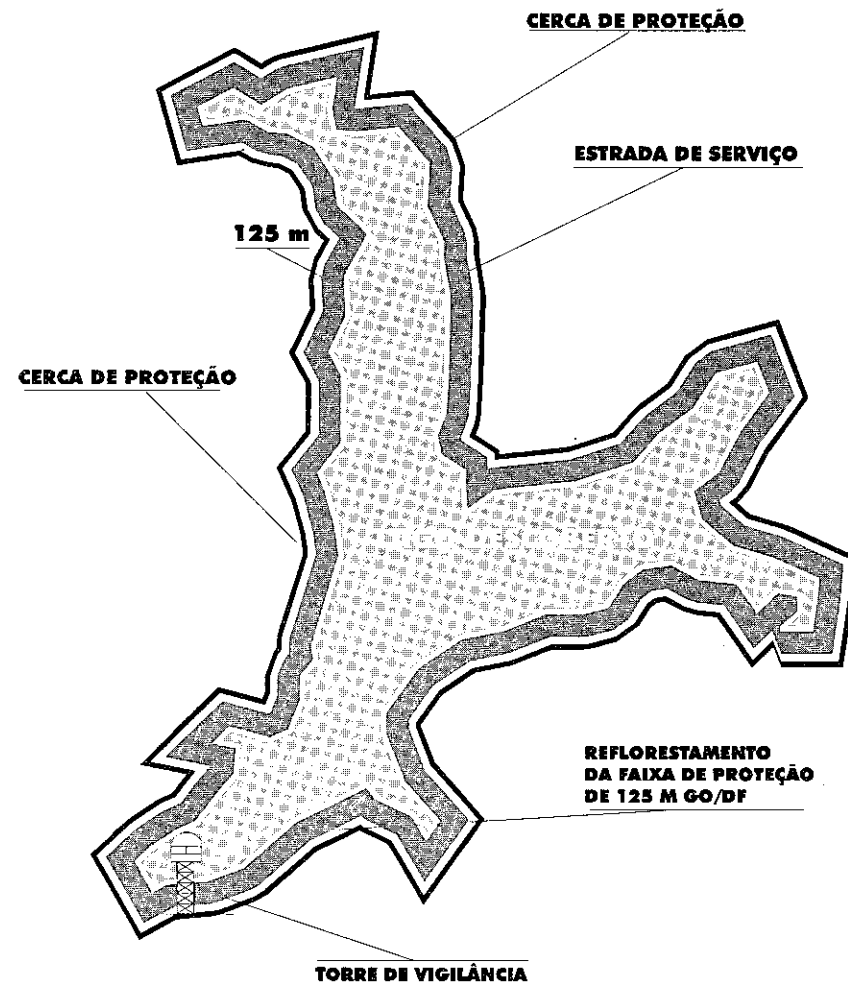 CERCA DE PROTEÇÃO
ESTRADA DE SERVIÇO
125 m
CERCA DE PROTEÇÃO
REFLORESTAMENTO
DA FAIXA DE PROTEÇÃO
DE 125 M GO/DF
TORRE DE VIGILÂNCIA